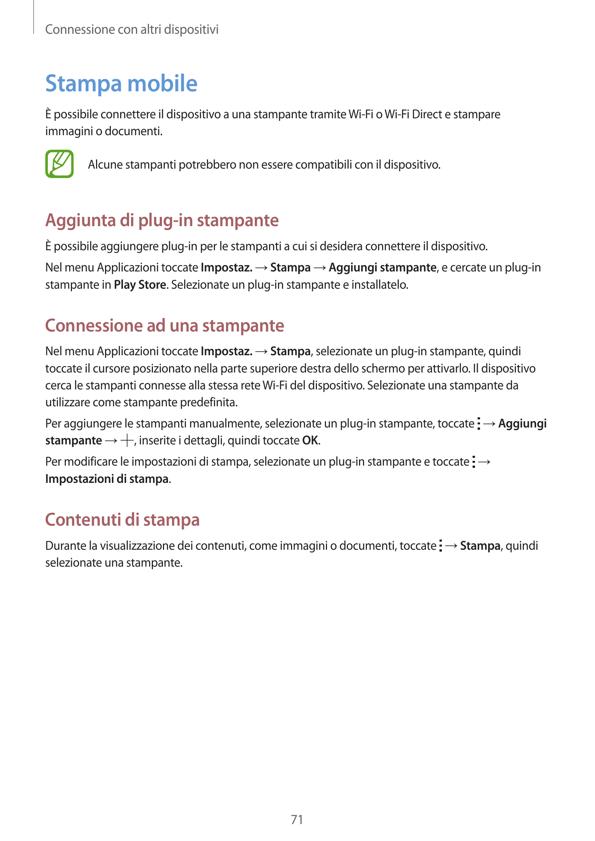 Connessione con altri dispositivi
Stampa mobile
È possibile connettere il dispositivo a una stampante tramite Wi-Fi o Wi-Fi Direct e stampare
immagini o documenti.
Alcune stampanti potrebbero non essere compatibili con il dispositivo.
Aggiunta di plug-in stampante
È possibile aggiungere plug-in per le stampanti a cui si desidera connettere il dispositivo.
Nel menu Applicazioni toccate Impostaz. → Stampa → Aggiungi stampante, e cercate un plug-in
stampante in Play Store. Selezionate un plug-in stampante e installatelo.
Connessione ad una stampante
Nel menu Applicazioni toccate Impostaz. → Stampa, selezionate un plug-in stampante, quindi
toccate il cursore posizionato nella parte superiore destra dello schermo per attivarlo. Il dispositivo
cerca le stampanti connesse alla stessa rete Wi-Fi del dispositivo. Selezionate una stampante da
utilizzare come stampante predefinita.
Per aggiungere le stampanti manualmente, selezionate un plug-in stampante, toccate ⋮ → Aggiungi
stampante → +, inserite i dettagli, quindi toccate OK.
Per modificare le impostazioni di stampa, selezionate un plug-in stampante e toccate ⋮ →
Impostazioni di stampa.
Contenuti di stampa
Durante la visualizzazione dei contenuti, come immagini o documenti, toccate ⋮ → Stampa, quindi
selezionate una stampante.
71